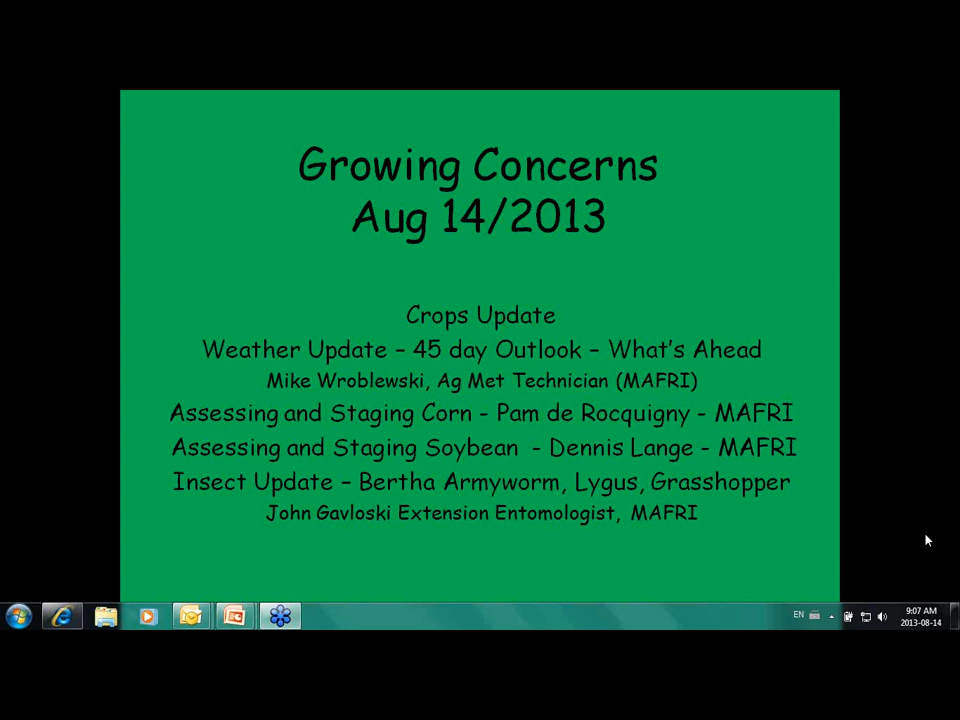 Growing Concerns
Aug 14/2013
Crops Update
Weather Update – 45 day Outlook – What's Ahead
Mike Wroblewski, Ag Met Technician (MAFRI)
Assessing and Staging Corn - Pam de Rocquigny - MAFRI
Assessing and Staging Soybean - Dennis Lange - MAFRI
Insect Update – Bertha Armyworm, Lygus, Grasshopper
John Gavloski Extension Entomologist, MAFRI
EN
9:07 AM
2013-08-14